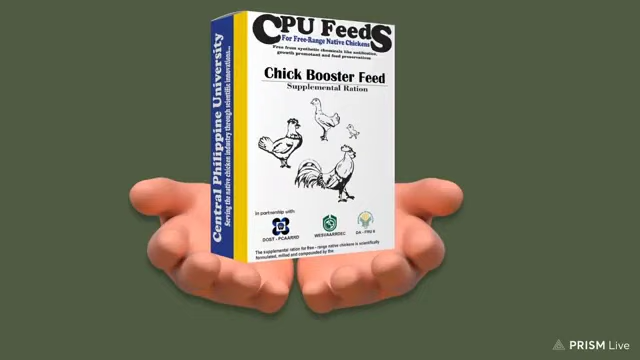 CPU FeedS
For Free-Range Native Chickens
Free from synthetic chemicals like antibiotics,
growth promotant and feed preservatives
Chick Booster Feed
Supplemental Ration
In partnership with:
DOST - PCAARRD
WESVAARRDEC
DA - RFU 6
The supplemental ration for free - range native chickens is scientifically
formulated, milled and compounded by the
Central Philippine University
Serving the native chicken industry through scientific innovations...
PRISM Live